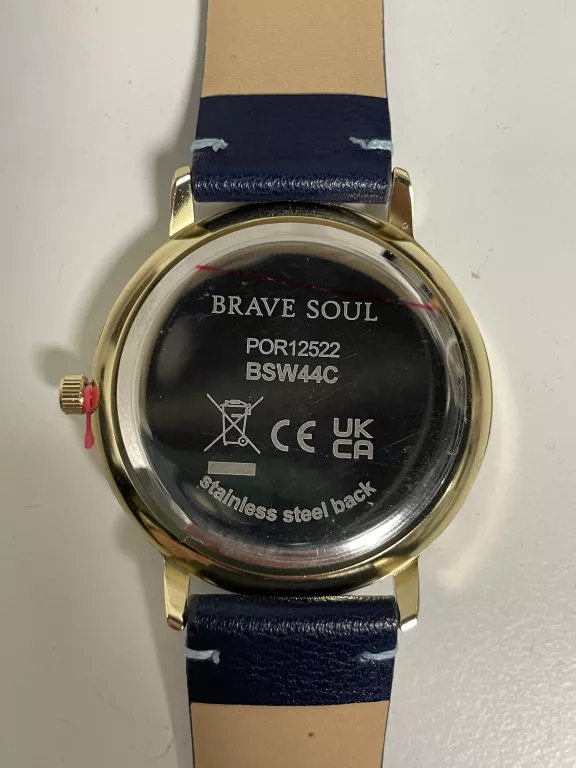 BRAVE SOUL
POR12522
BSW44C
CE UK
CA
stainless steel back